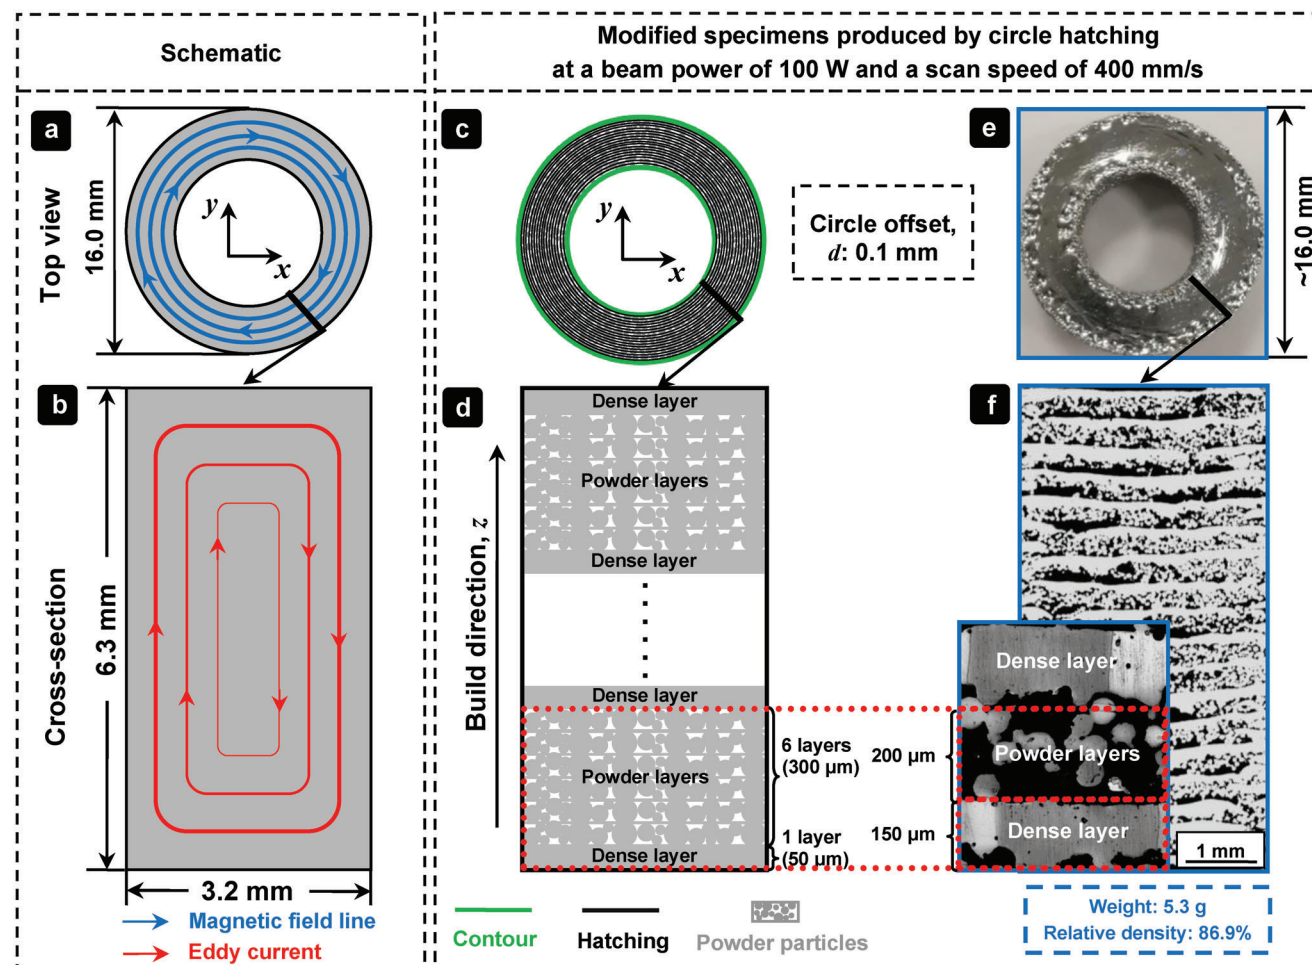 Schematic
Modified specimens produced by circle hatching
at a beam power of 100 W and a scan speed of 400 mm/s
a
Top view
16.0 mm
y
x
c
y
x
Circle offset,
d: 0.1 mm
e
~16.0 mm
b
Cross-section
6.3 mm
3.2 mm
Magnetic field line
Eddy current
d
Build direction, z
Dense layer
Powder layers
Dense layer
Dense layer
Powder layers
Dense layer
6 layers
(300 µm)
1 layer
(50 µm)
200 µm
150 µm
f
Dense layer
Powder layers
Dense layer
1 mm
Contour
Hatching
Powder particles
Weight: 5.3 g
Relative density: 86.9%